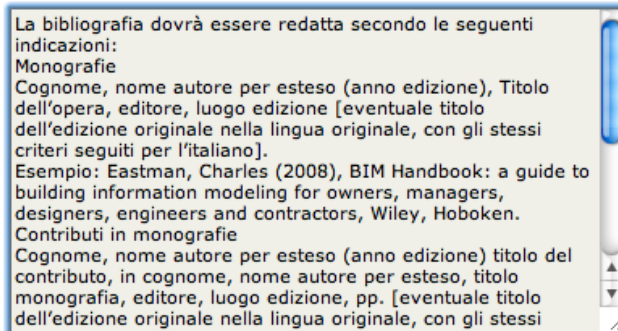 La bibliografia dovrà essere redatta secondo le seguenti
indicazioni:
Monografie
Cognome, nome autore per esteso (anno edizione), Titolo
dell'opera, editore, luogo edizione [eventuale titolo
dell'edizione originale nella lingua originale, con gli stessi
criteri seguiti per l'italiano].
Esempio: Eastman, Charles (2008), BIM Handbook: a guide to
building information modeling for owners, managers,
designers, engineers and contractors, Wiley, Hoboken.
Contributi in monografie
Cognome, nome autore per esteso (anno edizione) titolo del
contributo, in cognome, nome autore per esteso, titolo
monografia, editore, luogo edizione, pp. [eventuale titolo
dell'edizione originale nella lingua originale, con gli stessi